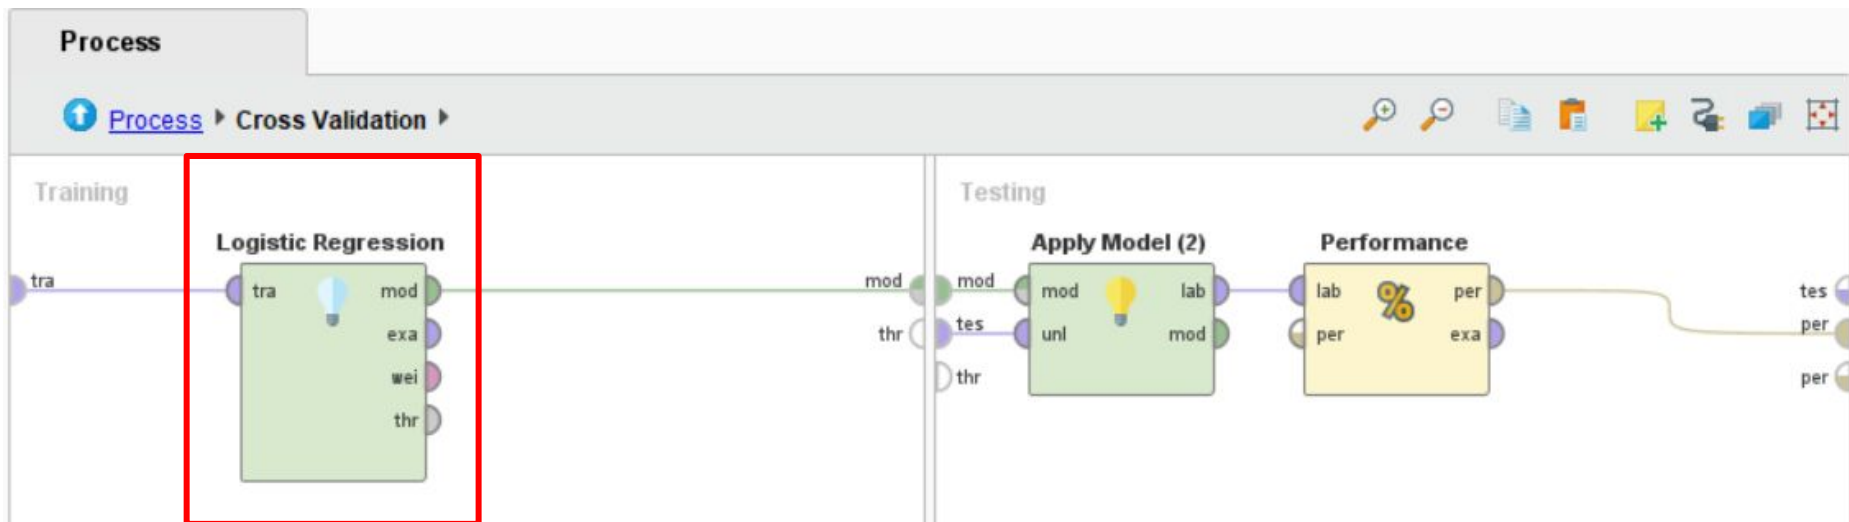 Process
Process Cross Validation
Training
Testing
Logistic Regression
Apply Model (2)
Performance
tra
tra
mod
mod
mod
mod
lab
lab
per
tes
exa
thr
tes
unl
mod
per
exa
per
wei
thr
per
thr